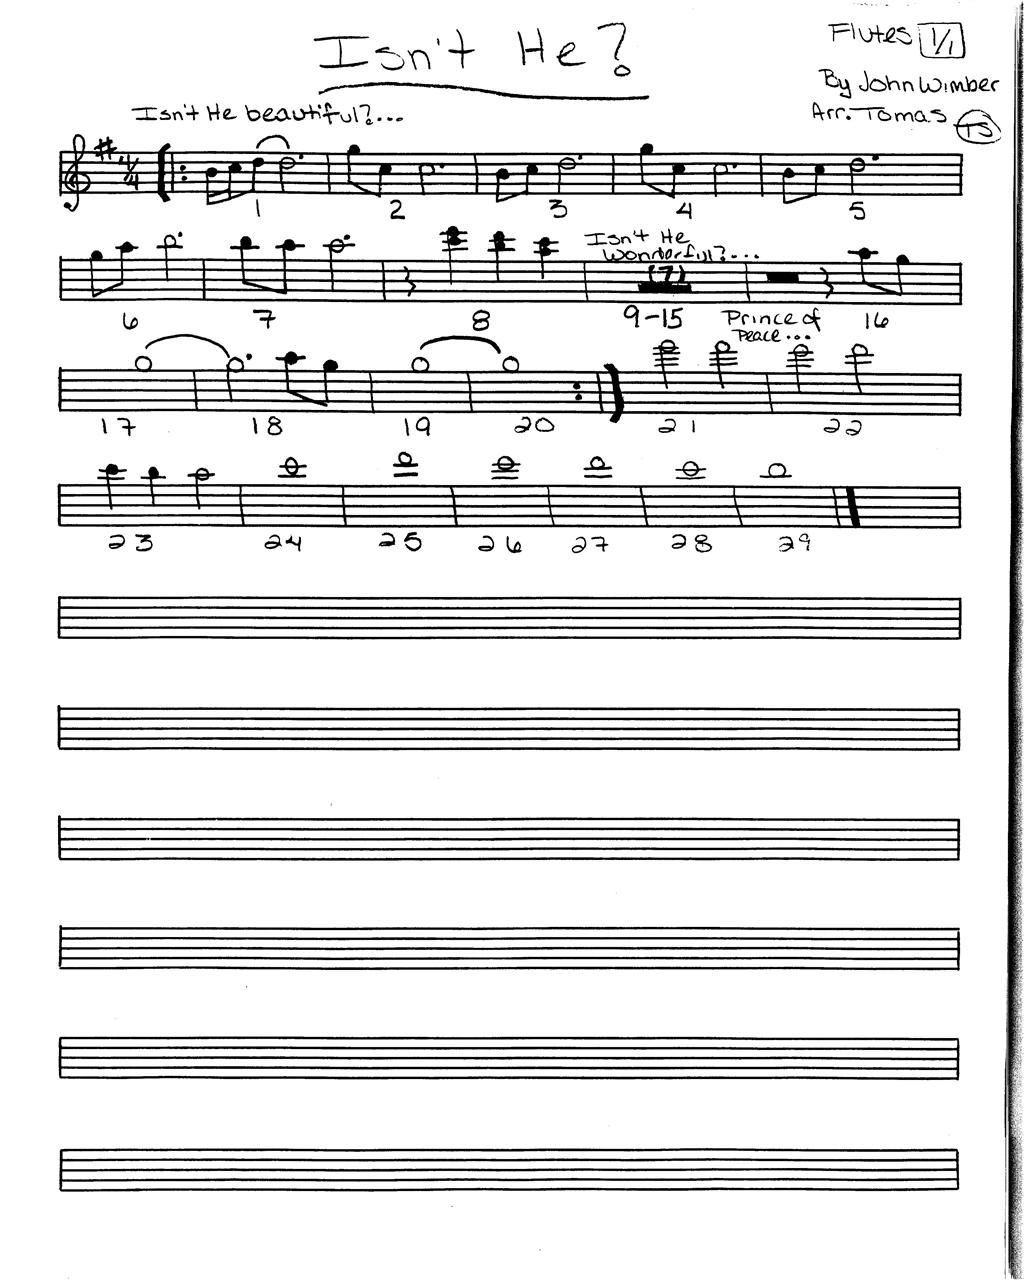 Isn't He?
Flutes 1/1
By John Wimber
Arr. Tomas TS
Isn't He beautiful?...
4/4
1 2 3 4 5
Isn't He
Wonderful?...
(7)
6 7 8 9-15 16
Prince of
Peace...
17 18 19 20 21 22
23 24 25 26 27 28 29